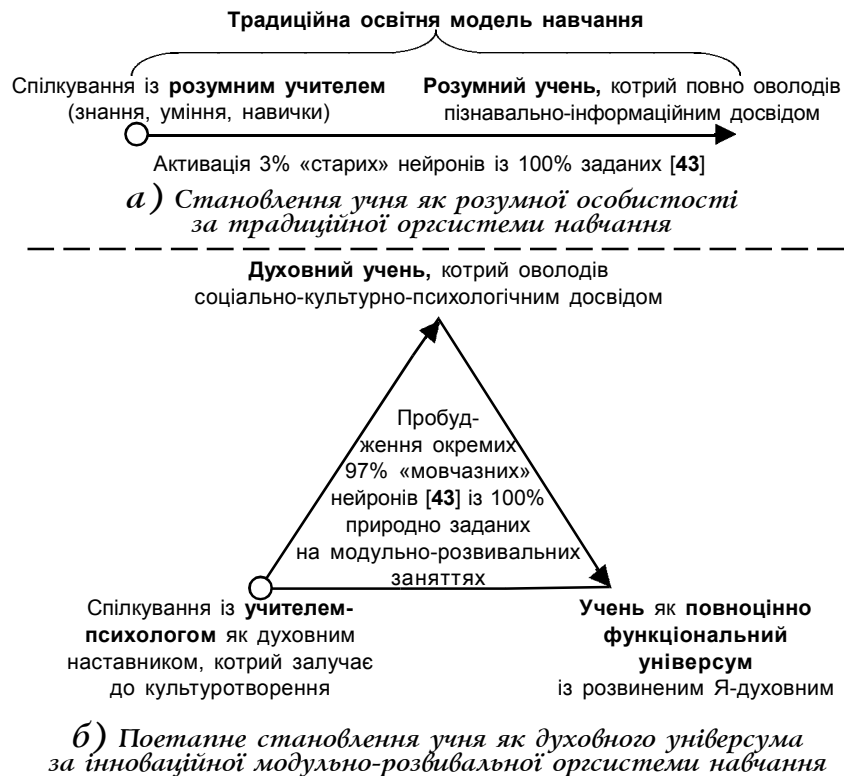 Традиційна освітня модель навчання
Спілкування із розумним учителем
(знання, уміння, навички)
Розумний учень, котрий повно оволодів
пізнавально-інформаційним досвідом
Активація 3% «старих» нейронів із 100% заданих [43]
а) Становлення учня як розумної особистості
за традиційної оргсистеми навчання
Духовний учень, котрий оволодів
соціально-культурно-психологічним досвідом
Пробуд-
ження окремих
97% «мовчазних»
нейронів [43] із 100%
природно заданих
на модульно-розвивальних
заняттях
Спілкування із учителем-
психологом як духовним
наставником, котрий залучає
до культуротворення
Учень як повноцінно
функціональний
універсум
із розвиненим Я-духовним
б) Поетапне становлення учня як духовного універсума
за інноваційної модульно-розвивальної оргсистеми навчання